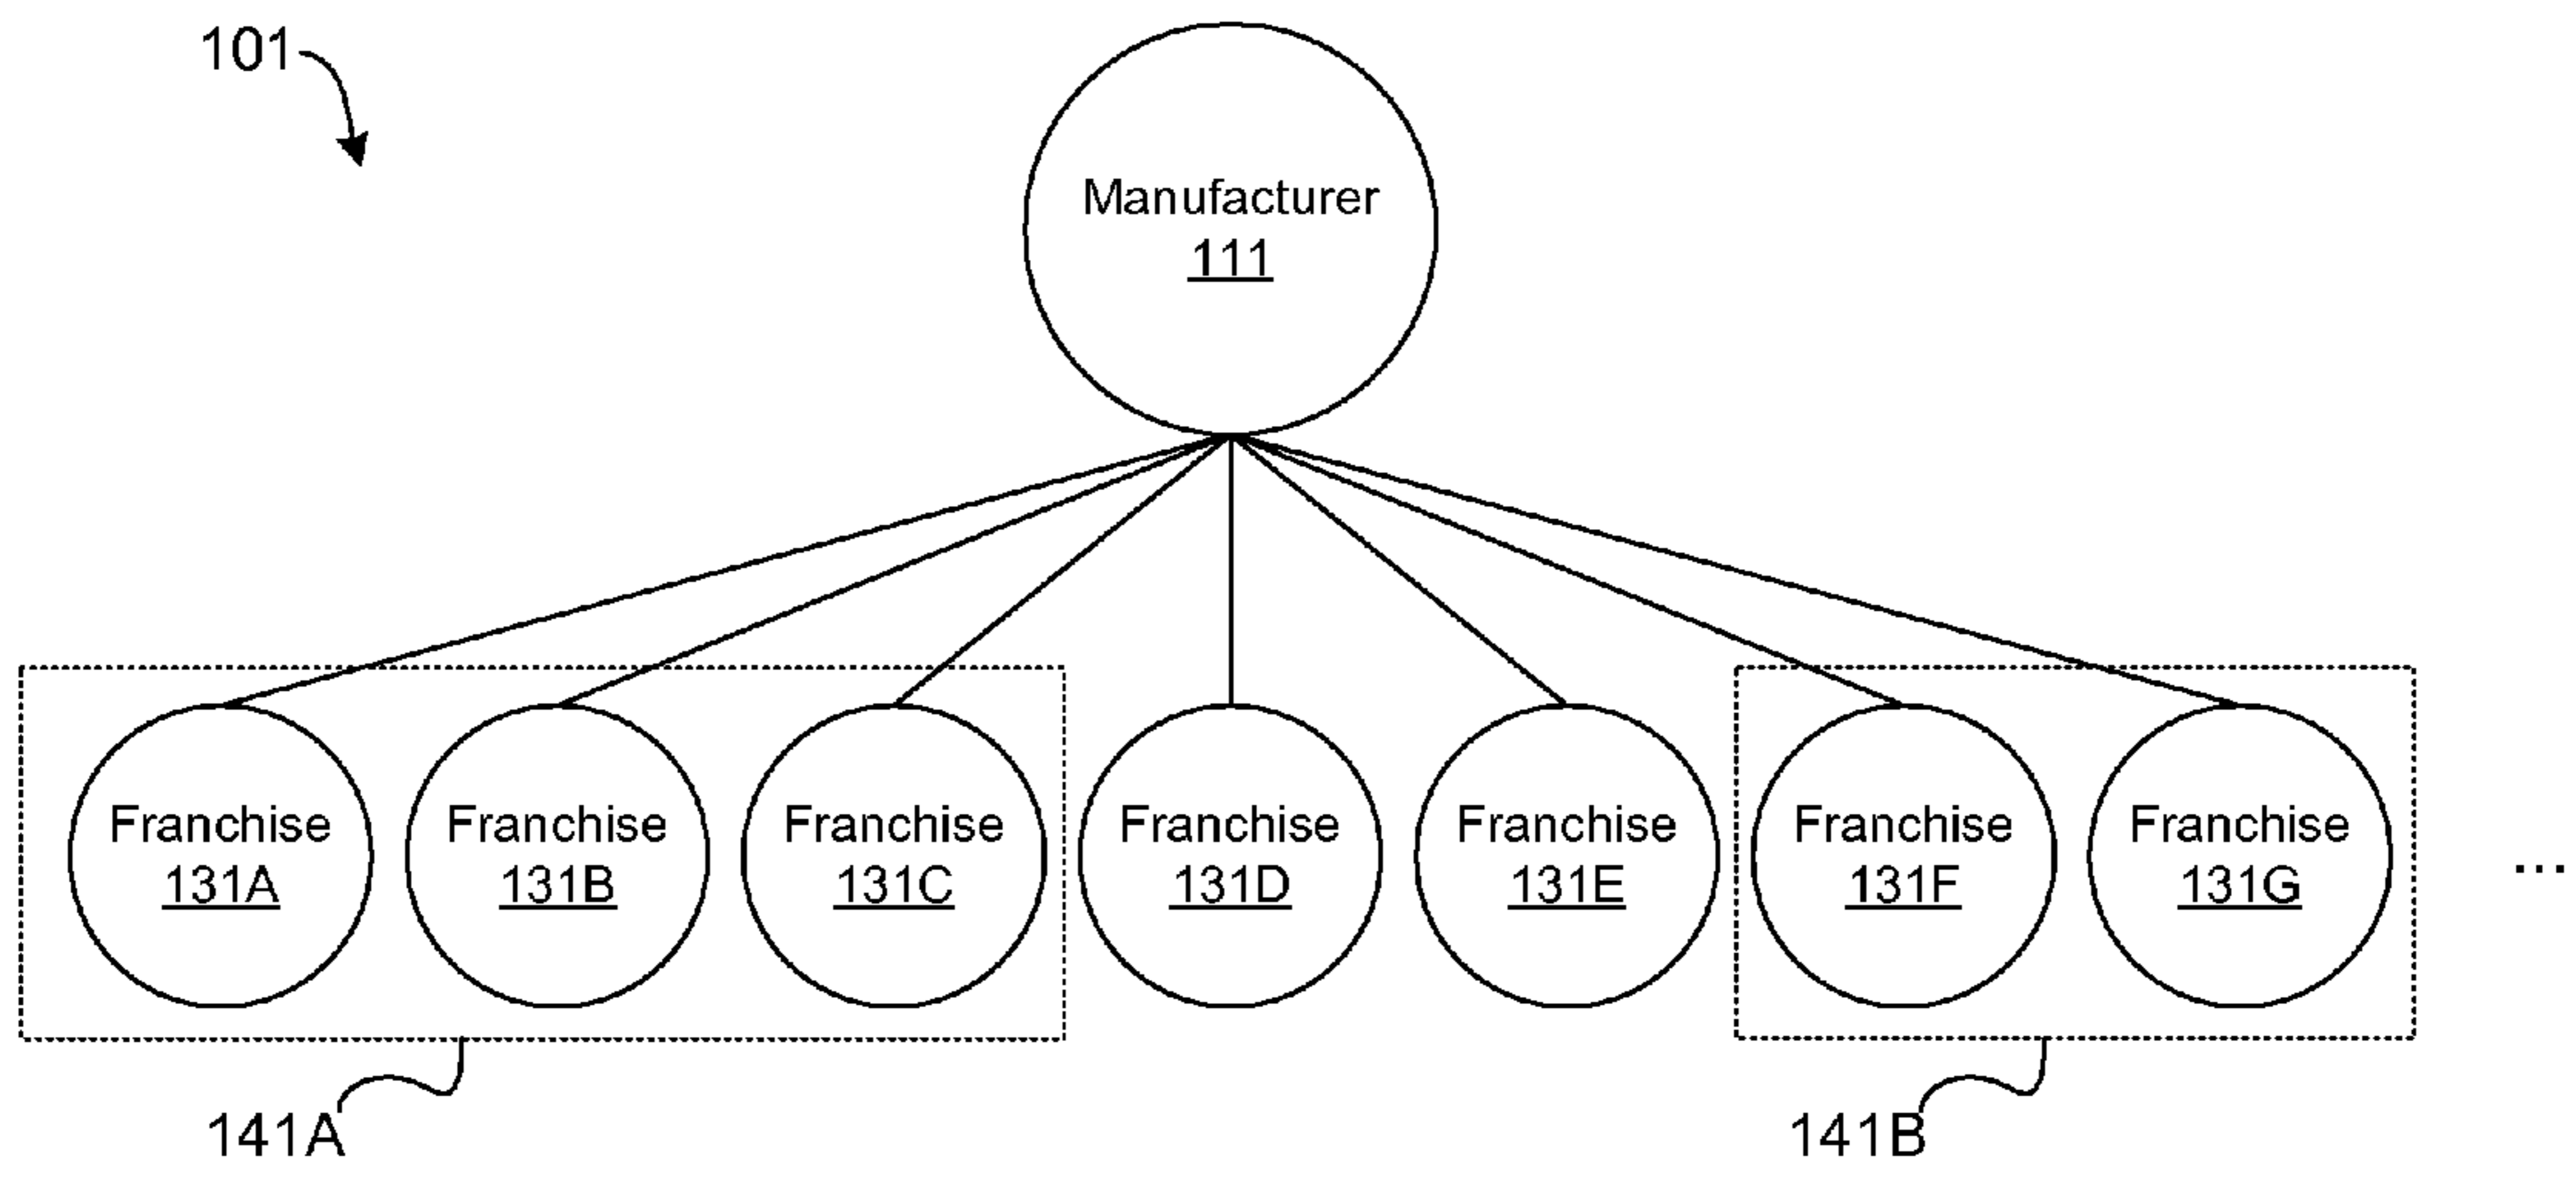 101
Manufacturer
111
Franchise
131A
Franchise
131B
Franchise
131C
Franchise
131D
Franchise
131E
Franchise
131F
Franchise
131G
...
141A
141B